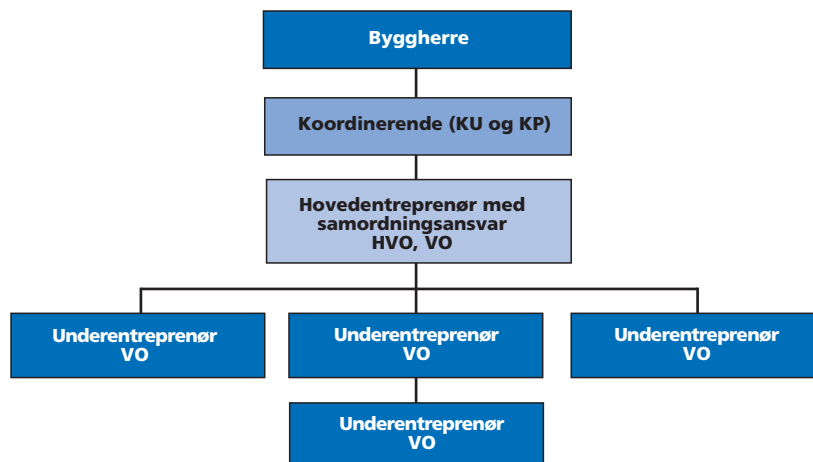 Byggherre
Koordinerende (KU og KP)
Hovedentreprenør med
samordningsansvar
HVO, VO
Underentreprenør
VO
Underentreprenør
VO
Underentreprenør
VO
Underentreprenør
VO